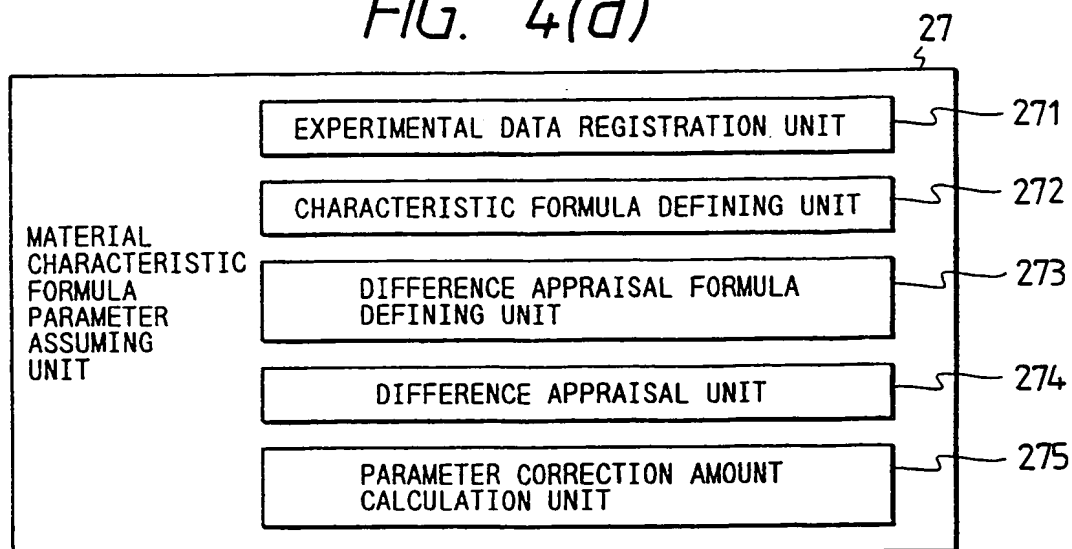 FIG. 4(d)
27
EXPERIMENTAL DATA REGISTRATION UNIT
271
CHARACTERISTIC FORMULA DEFINING UNIT
272
MATERIAL
CHARACTERISTIC
FORMULA
PARAMETER
ASSUMING
UNIT
DIFFERENCE APPRAISAL FORMULA
DEFINING UNIT
273
DIFFERENCE APPRAISAL UNIT
274
PARAMETER CORRECTION AMOUNT
CALCULATION UNIT
275